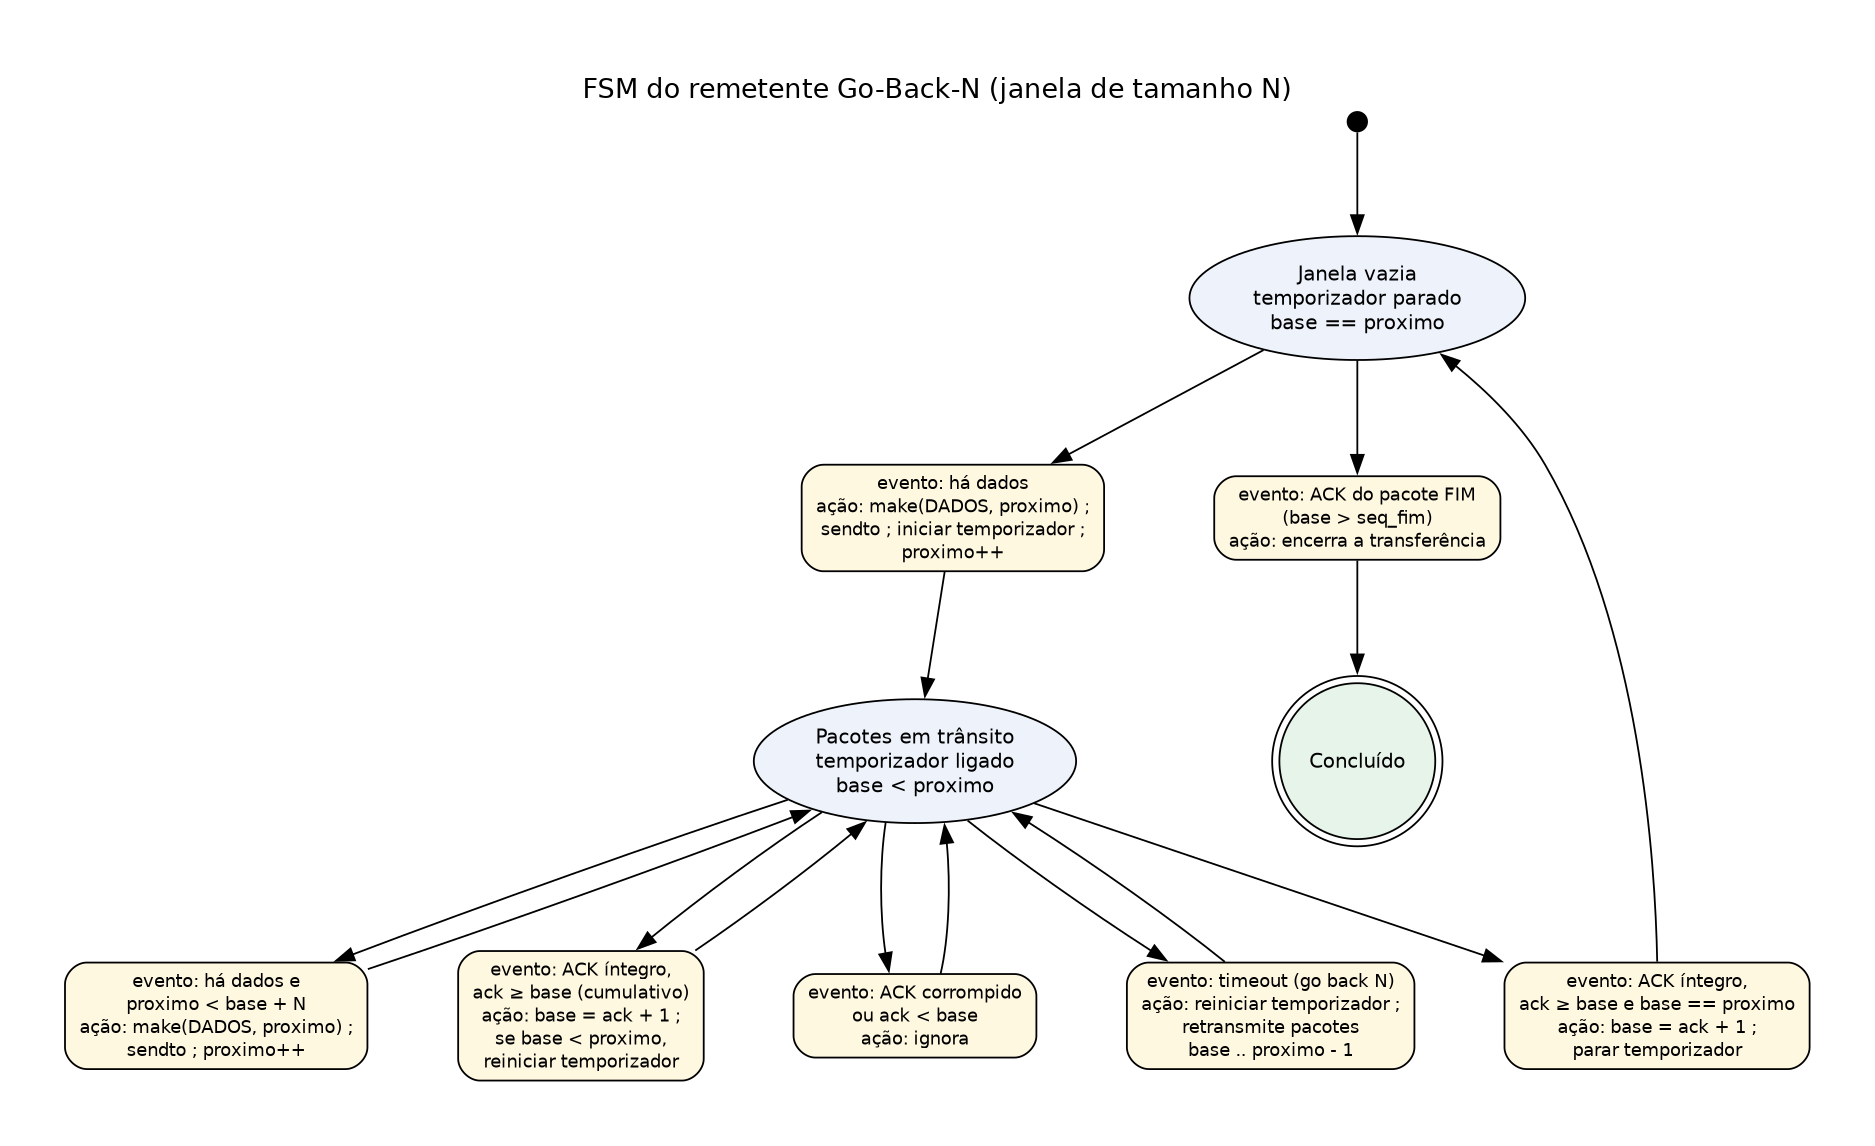 FSM do remetente Go-Back-N (janela de tamanho N)
Janela vazia
temporizador parado
base == proximo
evento: há dados
ação: make(DADOS, proximo) ;
sendto ; iniciar temporizador ;
proximo++
evento: ACK do pacote FIM
(base > seq_fim)
ação: encerra a transferência
Pacotes em trânsito
temporizador ligado
base < proximo
Concluído
evento: há dados e
proximo < base + N
ação: make(DADOS, proximo) ;
sendto ; proximo++
evento: ACK íntegro,
ack ≥ base (cumulativo)
ação: base = ack + 1 ;
se base < proximo,
reiniciar temporizador
evento: ACK corrompido
ou ack < base
ação: ignora
evento: timeout (go back N)
ação: reiniciar temporizador ;
retransmite pacotes
base .. proximo - 1
evento: ACK íntegro,
ack ≥ base e base == proximo
ação: base = ack + 1 ;
parar temporizador